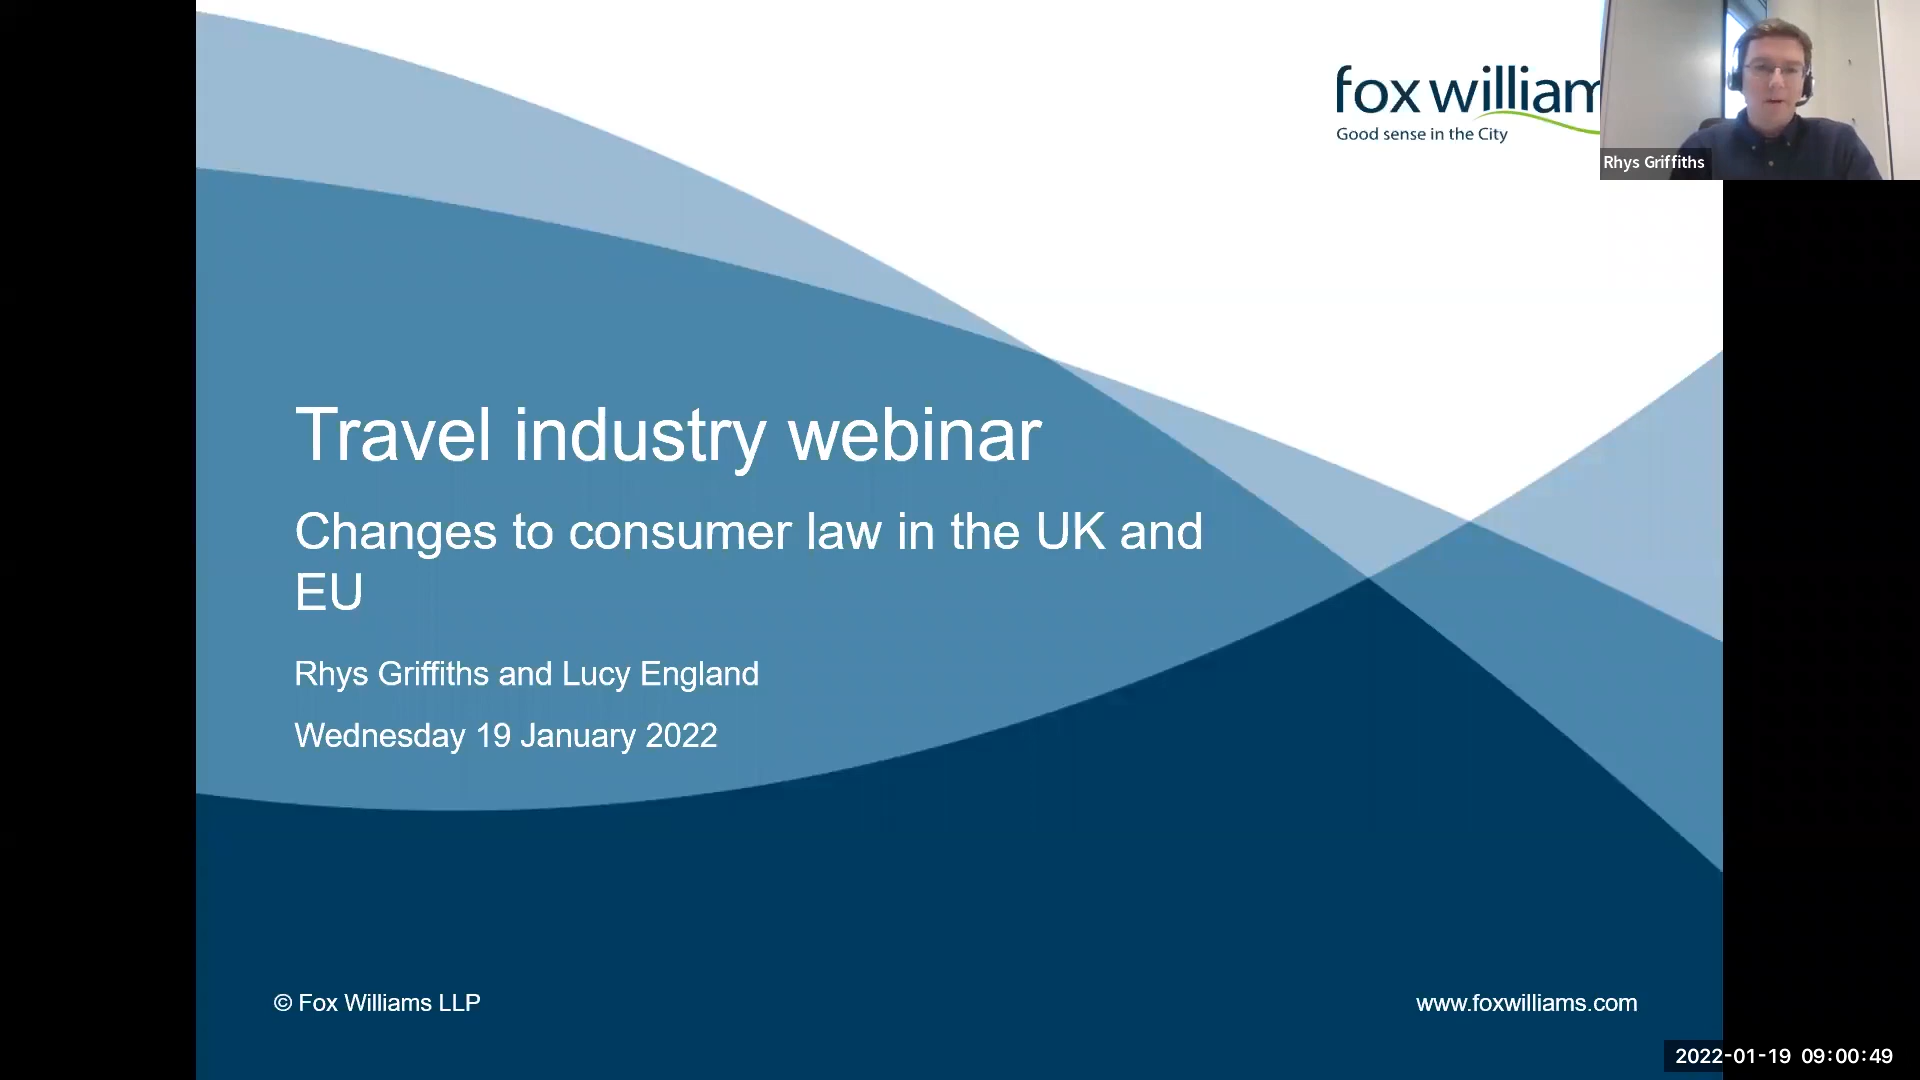 fox william
Good sense in the City
Rhys Griffiths
Travel industry webinar
Changes to consumer law in the UK and
EU
Rhys Griffiths and Lucy England
Wednesday 19 January 2022
© Fox Williams LLP
www.foxwilliams.com
2022-01-19 09:00:49